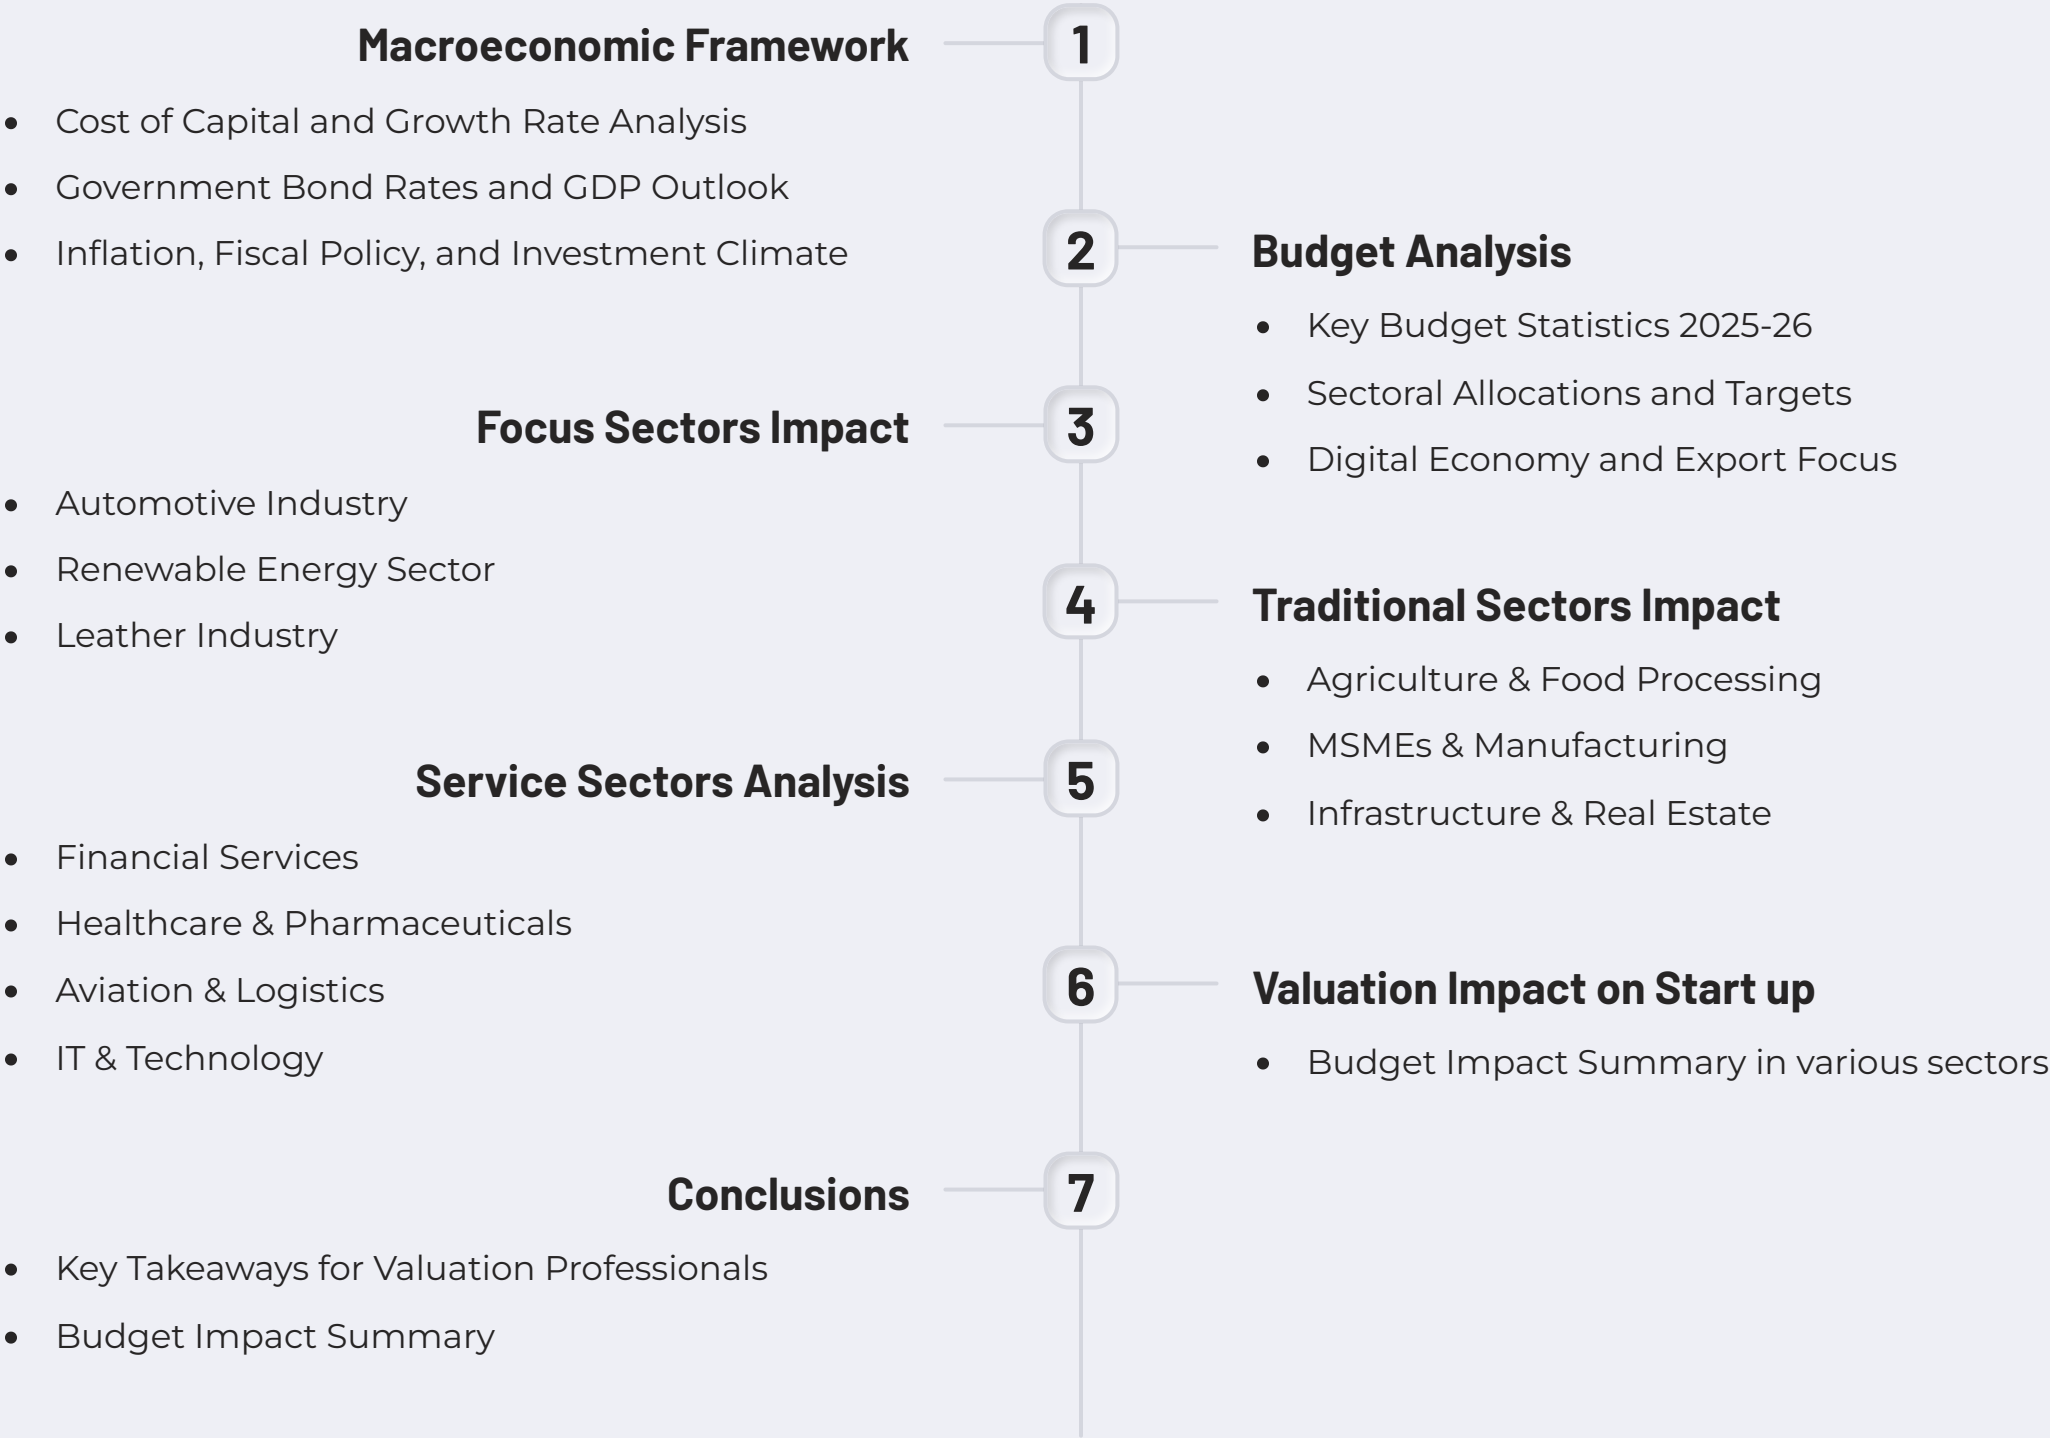 Macroeconomic Framework
1
• Cost of Capital and Growth Rate Analysis
• Government Bond Rates and GDP Outlook
• Inflation, Fiscal Policy, and Investment Climate
2
Budget Analysis
• Key Budget Statistics 2025-26
• Sectoral Allocations and Targets
• Digital Economy and Export Focus
Focus Sectors Impact
3
• Automotive Industry
• Renewable Energy Sector
• Leather Industry
4
Traditional Sectors Impact
• Agriculture & Food Processing
• MSMEs & Manufacturing
• Infrastructure & Real Estate
Service Sectors Analysis
5
• Financial Services
• Healthcare & Pharmaceuticals
• Aviation & Logistics
• IT & Technology
6
Valuation Impact on Start up
• Budget Impact Summary in various sectors
Conclusions
7
• Key Takeaways for Valuation Professionals
• Budget Impact Summary